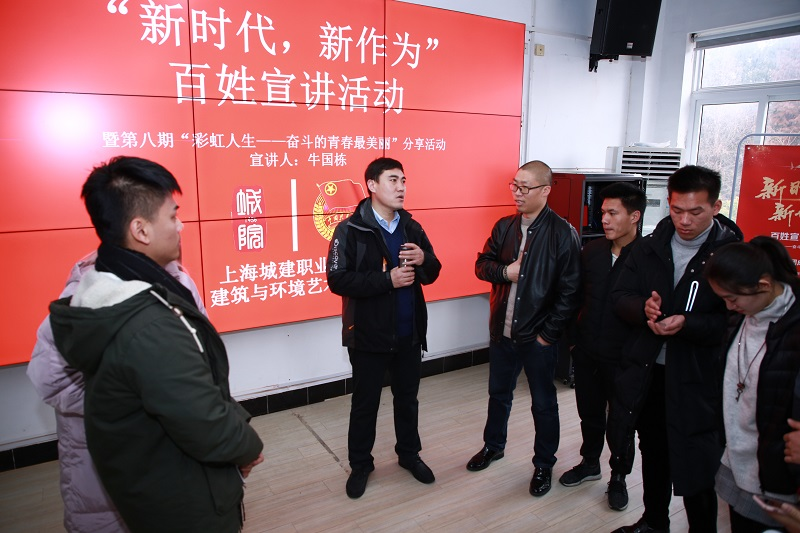 “新时代，新作为”
百姓宣讲活动
暨第八期“彩虹人生——奋斗的青春最美丽”分享活动
宣讲人：牛国栋
城院
上海城建职业
建筑与环境艺
新时
新
百姓宣